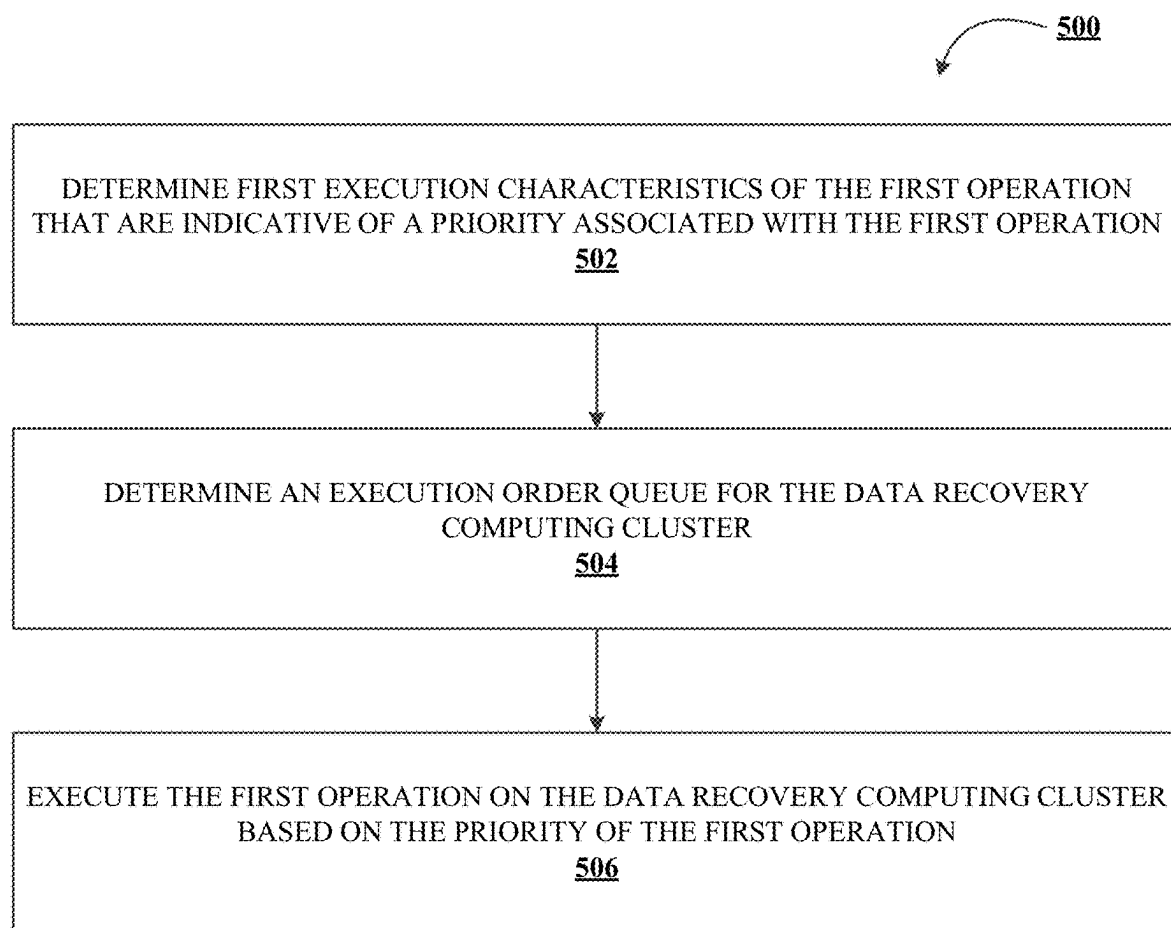 500
DETERMINE FIRST EXECUTION CHARACTERISTICS OF THE FIRST OPERATION
THAT ARE INDICATIVE OF A PRIORITY ASSOCIATED WITH THE FIRST OPERATION
502
DETERMINE AN EXECUTION ORDER QUEUE FOR THE DATA RECOVERY
COMPUTING CLUSTER
504
EXECUTE THE FIRST OPERATION ON THE DATA RECOVERY COMPUTING CLUSTER
BASED ON THE PRIORITY OF THE FIRST OPERATION
506